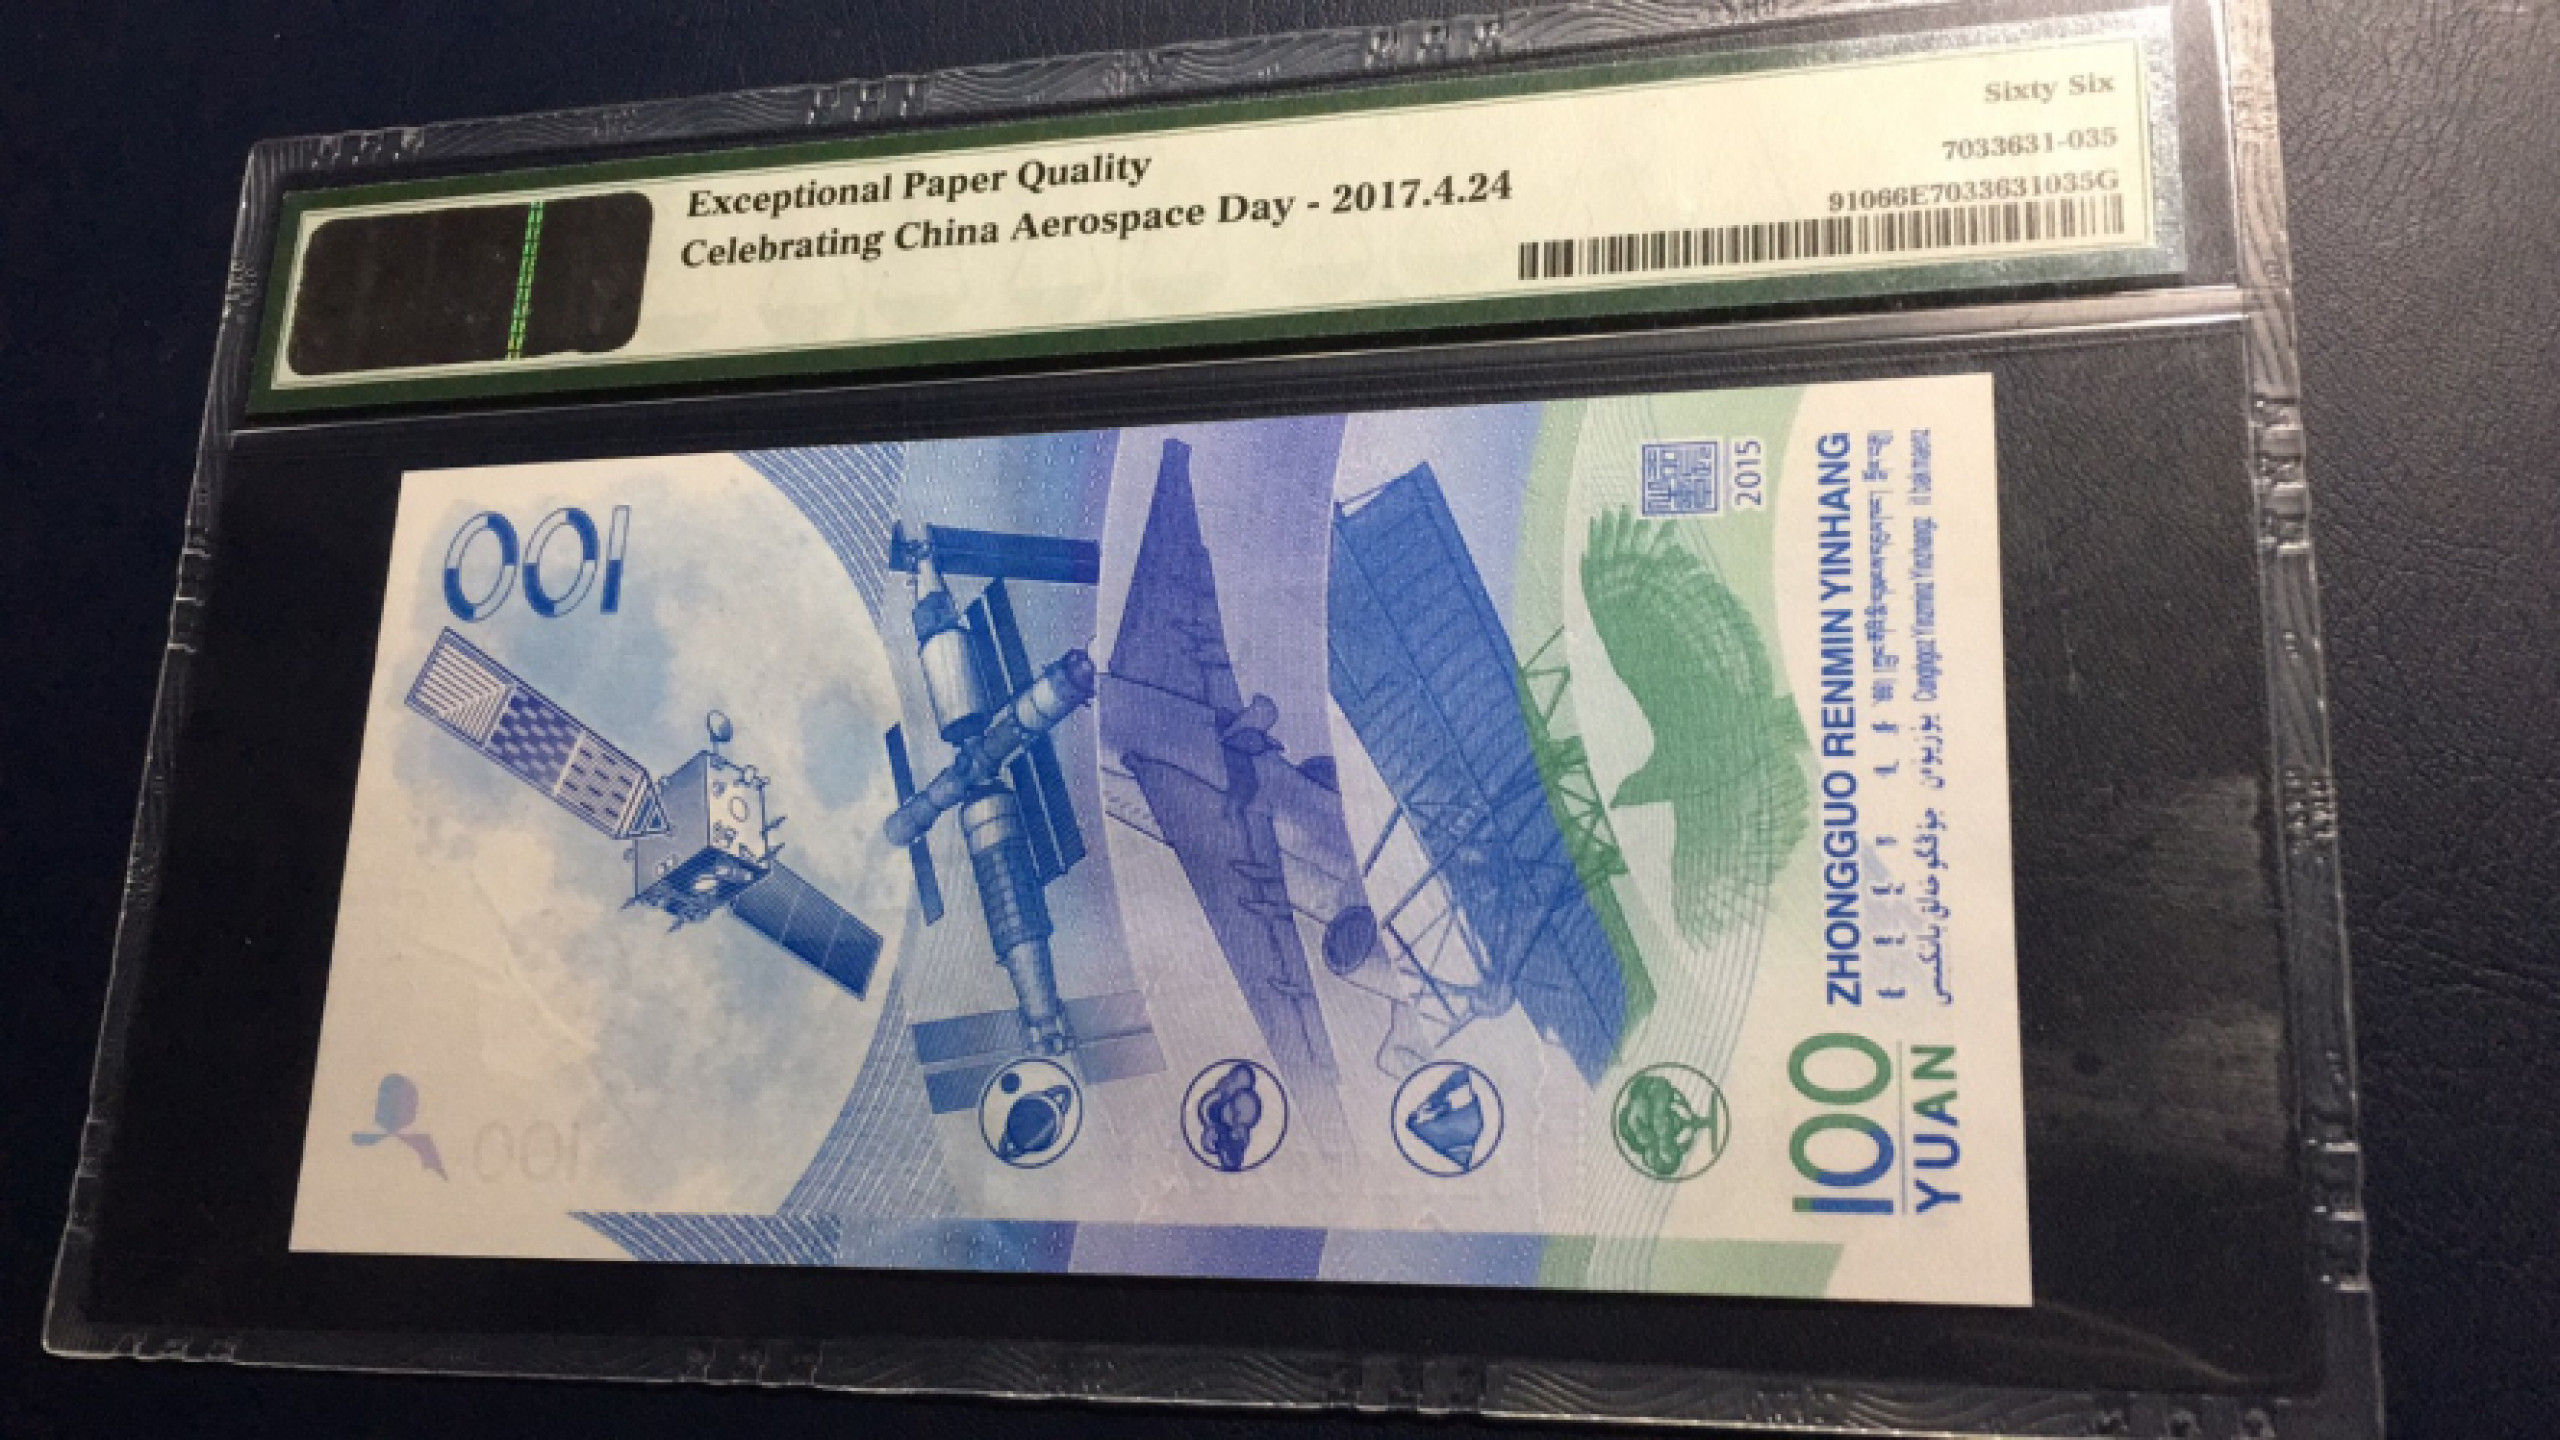 Sixty Six
7033631-035
91066E7033631035G
Exceptional Paper Quality
Celebrating China Aerospace Day - 2017.4.24
100
2015
ZHONGGUO RENMIN YINHANG
100
YUAN
100